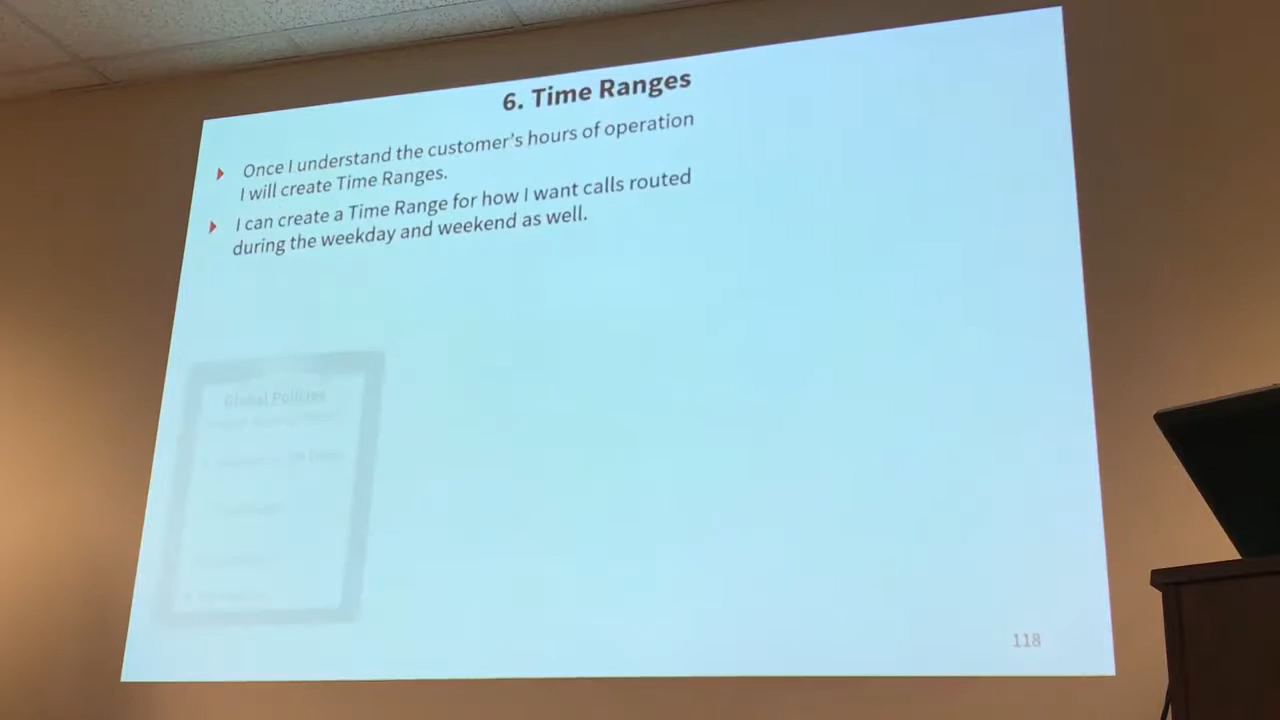 6. Time Ranges
Once I understand the customer's hours of operation
I will create Time Ranges.
I can create a Time Range for how I want calls routed
during the weekday and weekend as well.
Global Policies
118